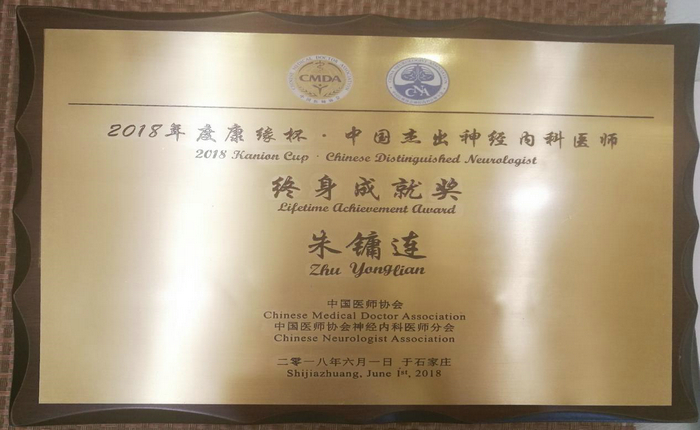 CMDA
CNA
2018年度康缘杯·中国杰出神经内科医师
2018 Kanion Cup · Chinese Distinguished Neurologist
终身成就奖
Lifetime Achievement Award
朱镛连
Zhu Yonglian
中国医师协会
Chinese Medical Doctor Association
中国医师协会神经内科医师分会
Chinese Neurologist Association
二零一八年六月一日 于石家庄
Shijiazhuang, June 1st, 2018